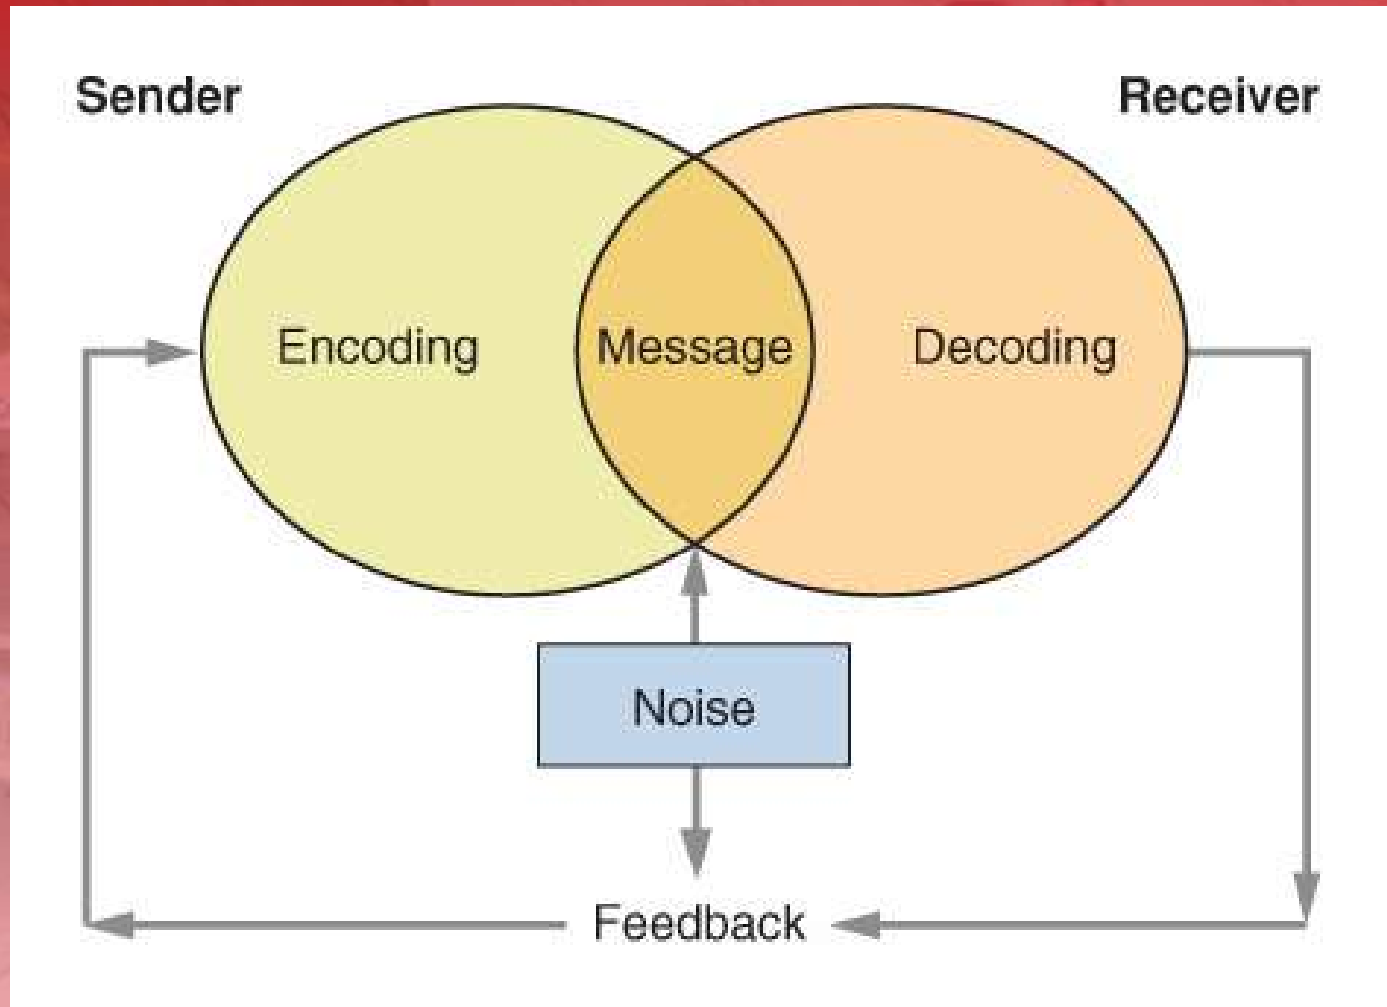 Sender
Receiver
Encoding
Message
Decoding
Noise
Feedback